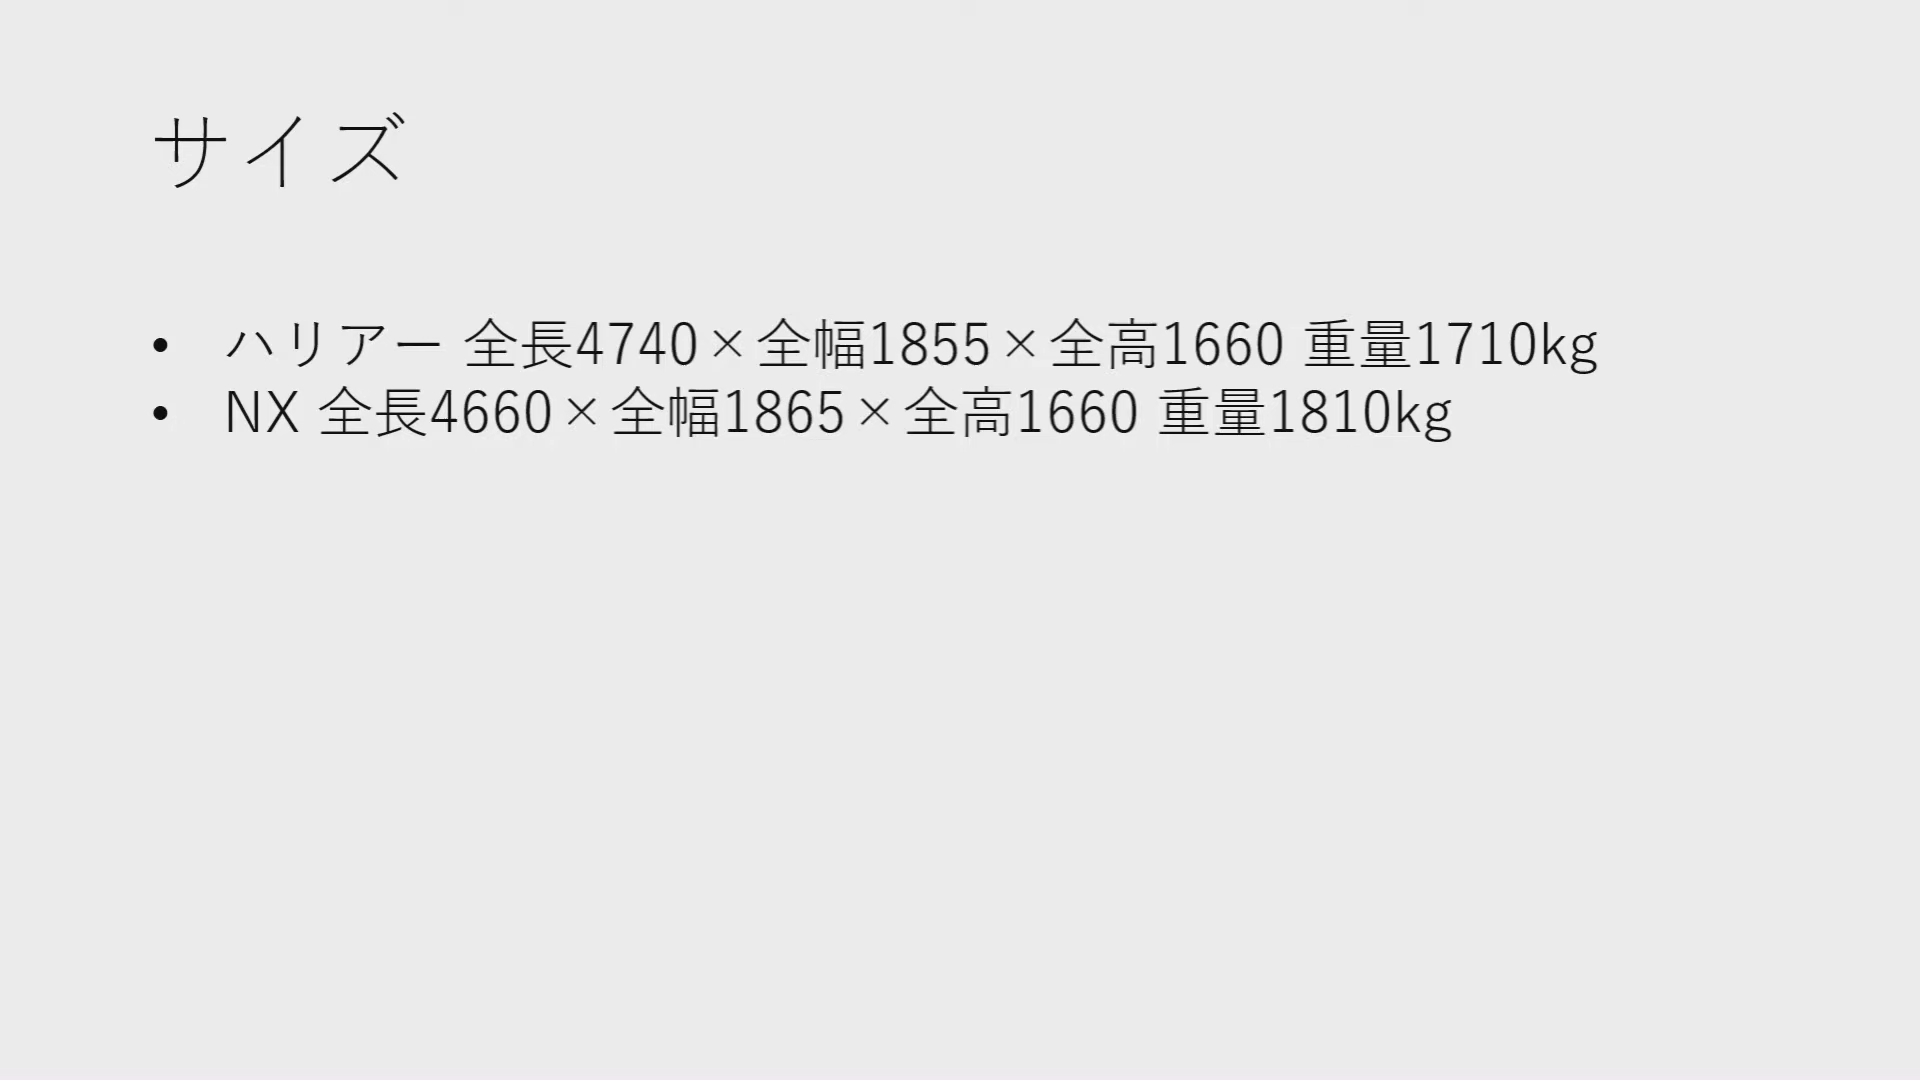 サイズ
• ハリアー 全長4740×全幅1855×全高1660 重量1710kg
• NX 全長4660×全幅1865×全高1660 重量1810kg